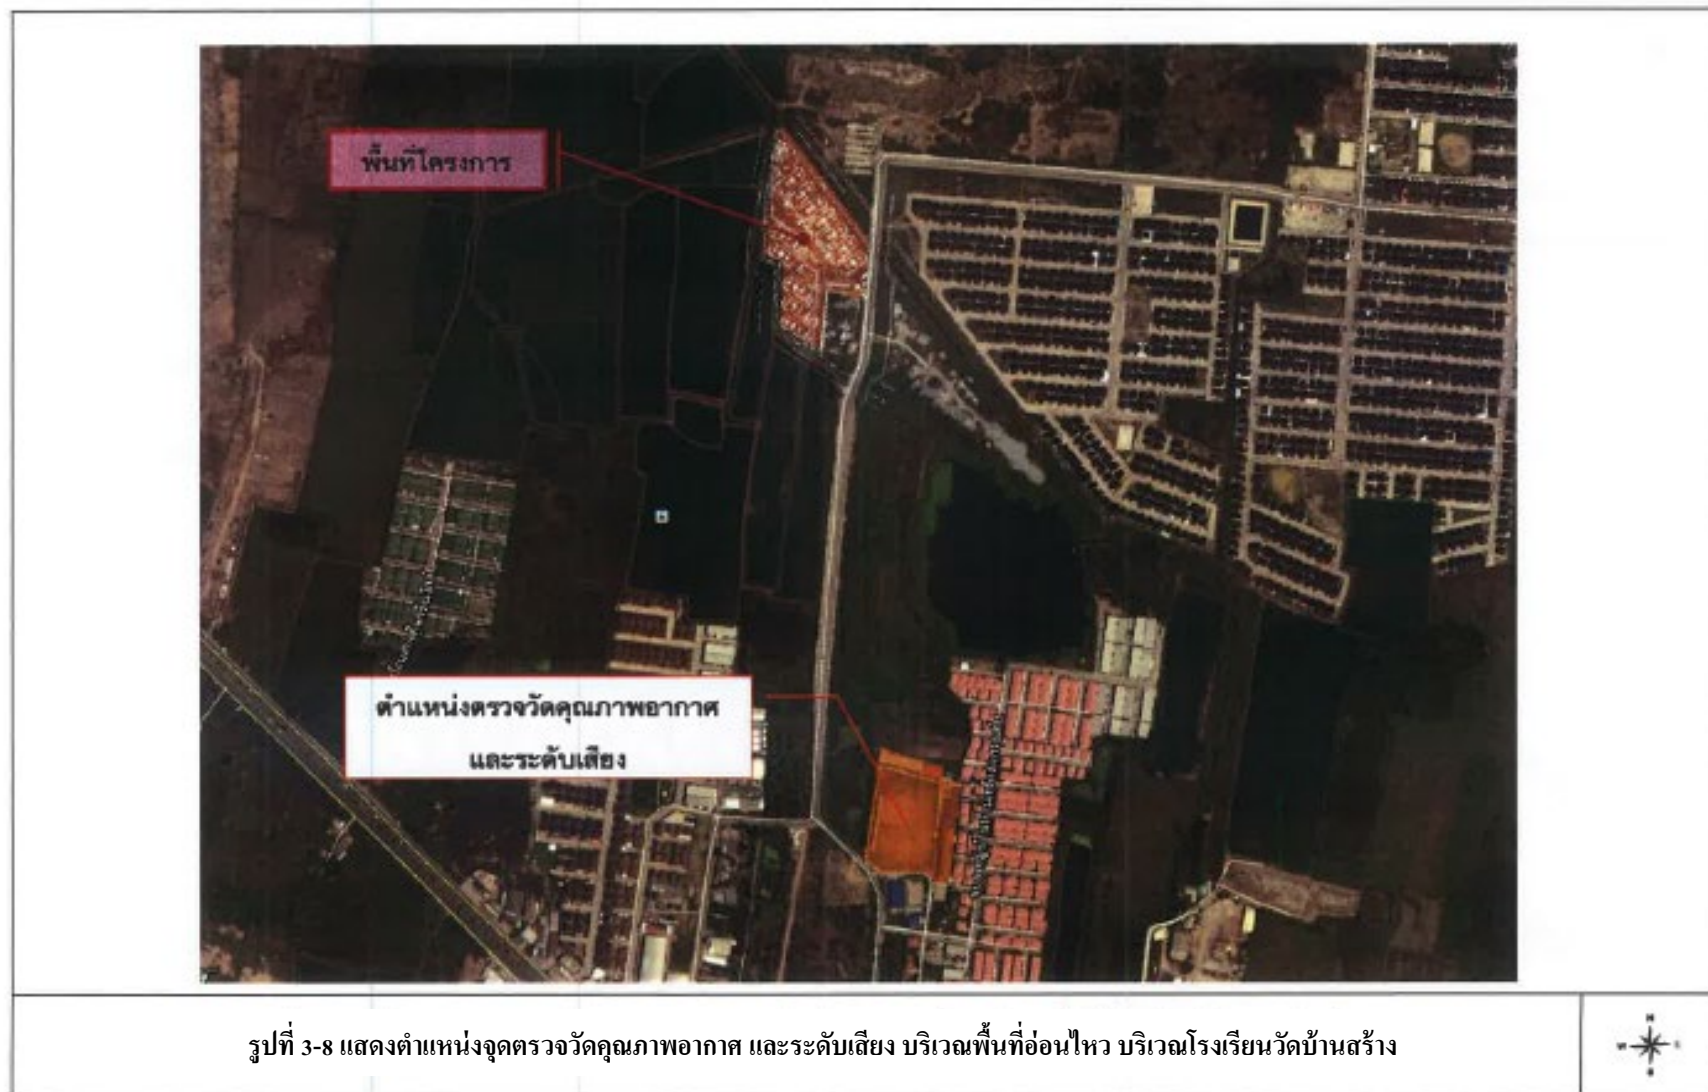 พื้นที่โครงการ
ตำแหน่งตรวจวัดคุณภาพอากาศ
และระดับเสียง
รูปที่ 3-8 แสดงตำแหน่งจุดตรวจวัดคุณภาพอากาศ และระดับเสียง บริเวณพื้นที่อ่อนไหว บริเวณโรงเรียนวัดบ้านสร้าง